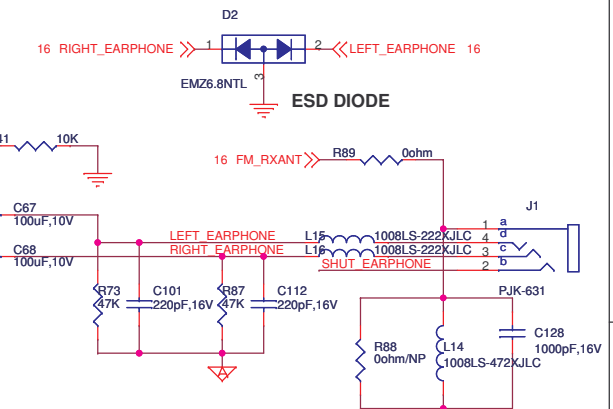 D2
16 RIGHT_EARPHONE 1 2 LEFT_EARPHONE 16
3
EMZ6.8NTL
ESD DIODE
41 10K
16 FM_RXANT R89 0ohm
C67
100uF,10V
J1
LEFT_EARPHONE L15 1008LS-222XJLC 1 a
4 d
C68 RIGHT_EARPHONE L16 1008LS-222XJLC 3 c
100uF,10V SHUT_EARPHONE 2 b
PJK-631
R73 C101 R87 C112
47K 220pF,16V 47K 220pF,16V
R88 L14 C128
0ohm/NP 1008LS-472XJLC 1000pF,16V
A